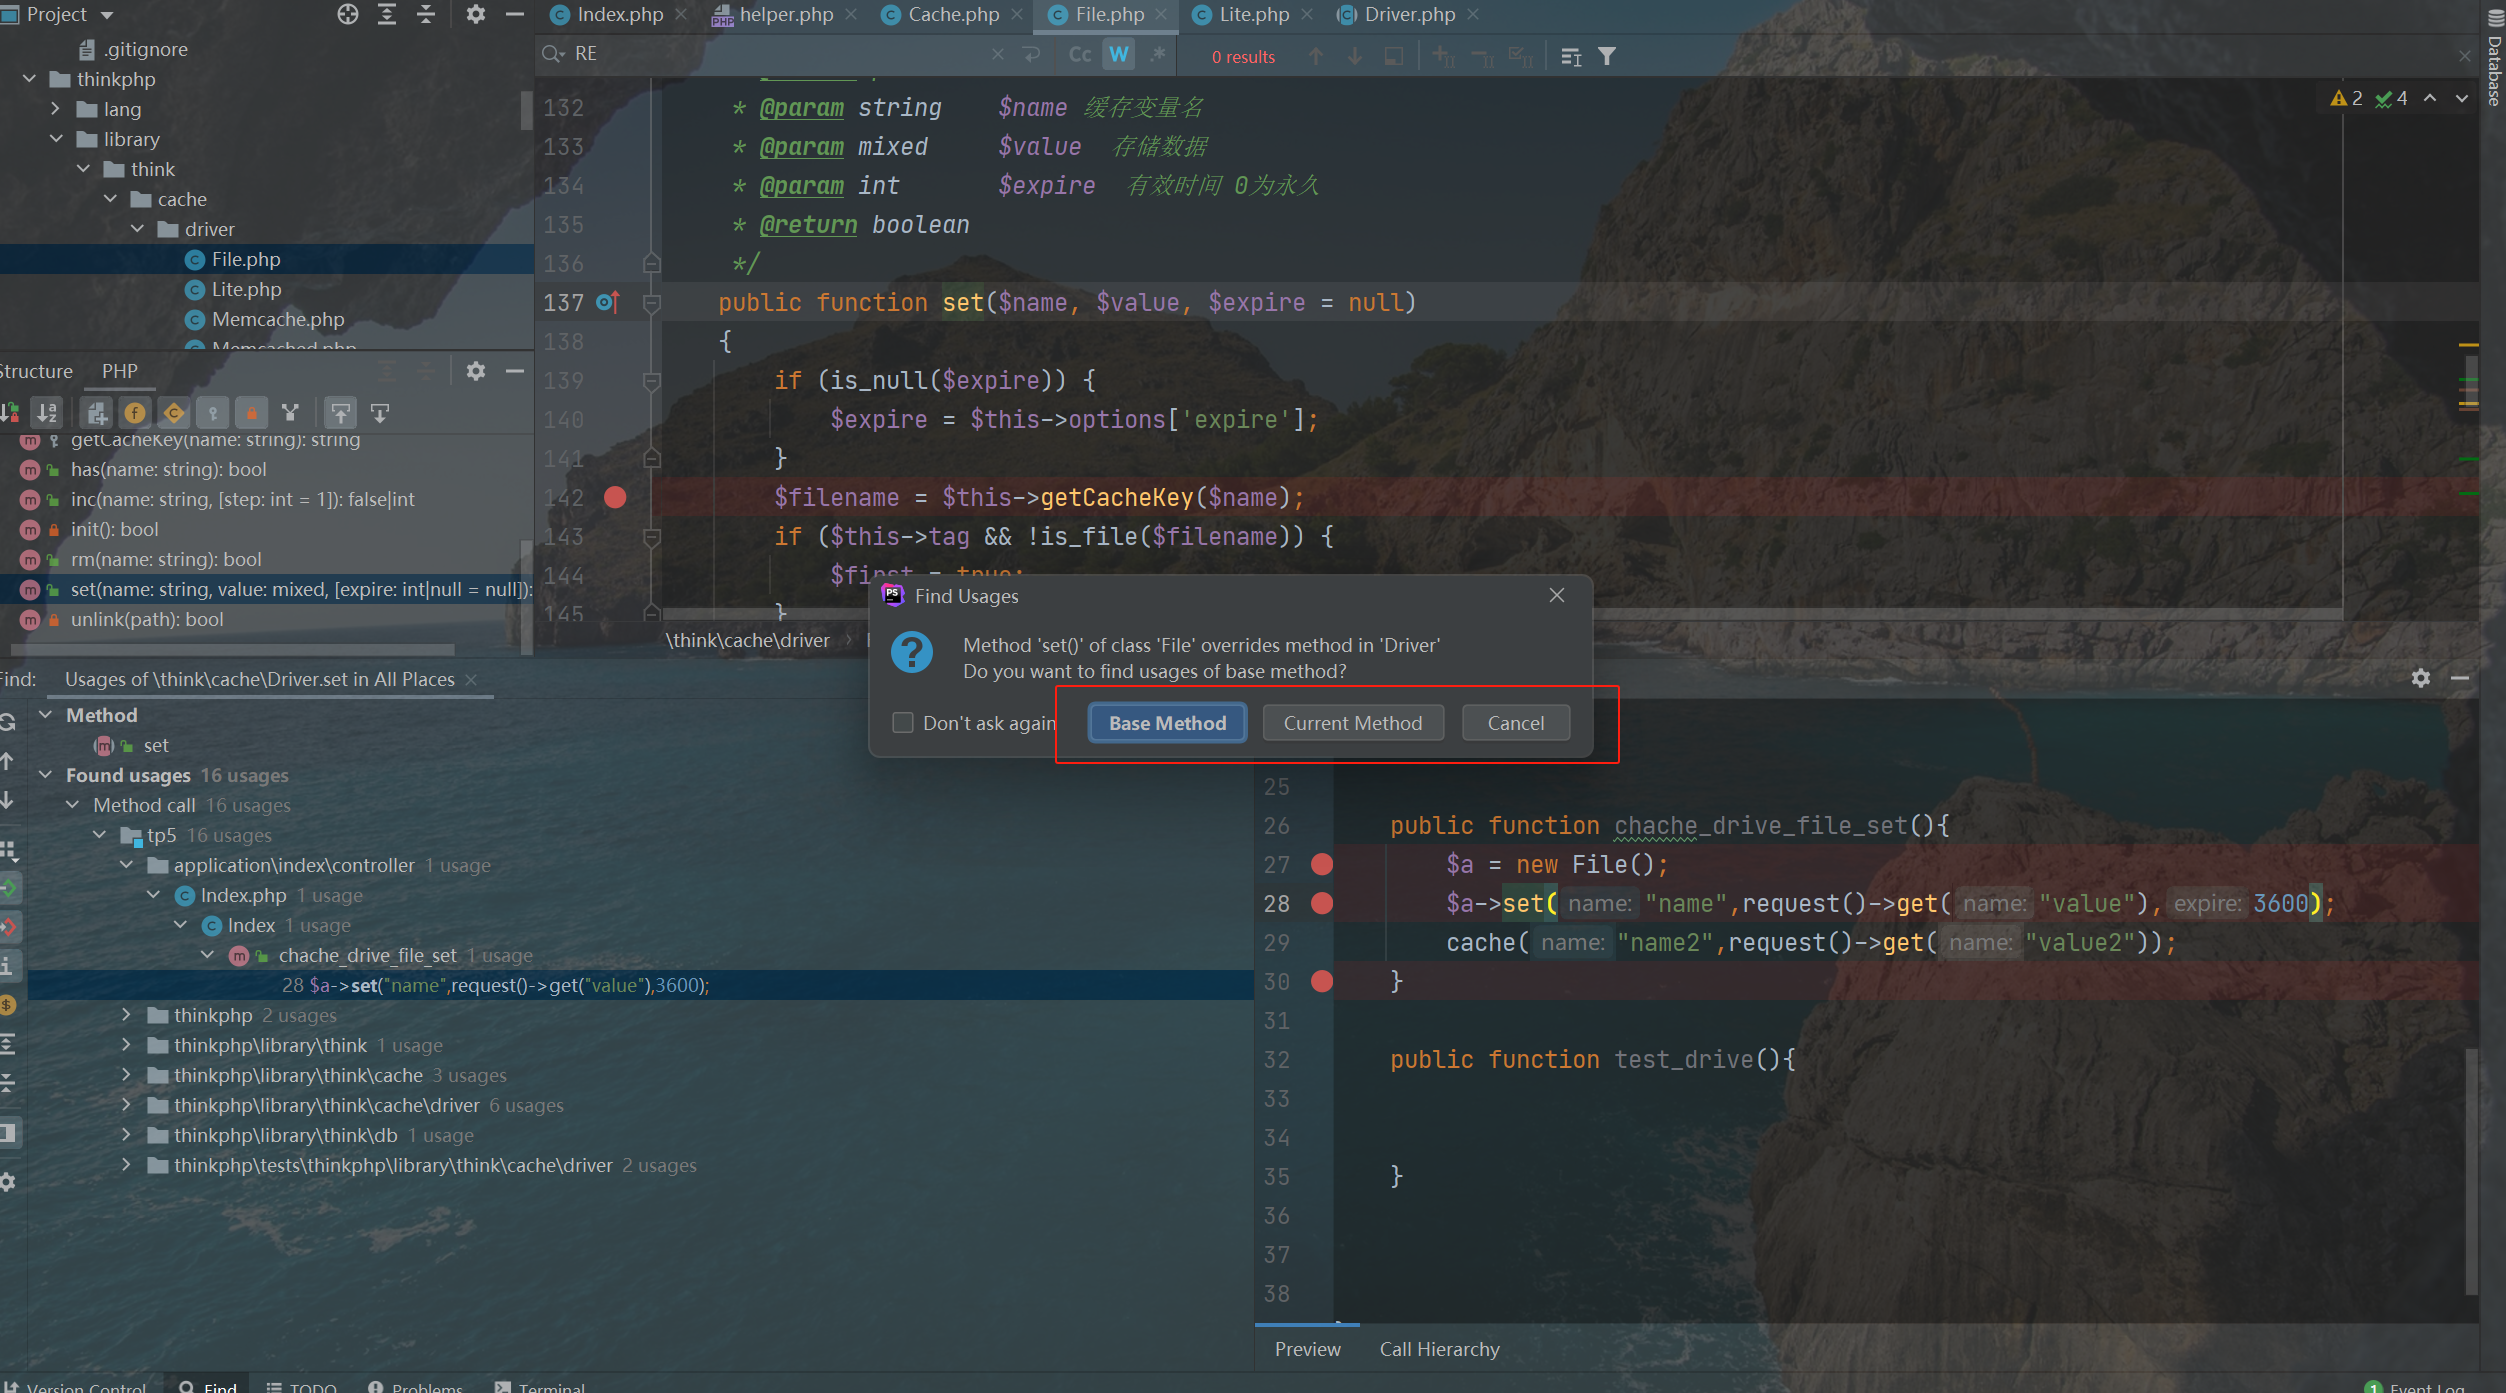 Project
.gitignore
thinkphp
lang
library
think
cache
driver
File.php
Lite.php
Memcache.php
Memcached.php
Structure PHP
getCacheKey(name: string): string
has(name: string): bool
inc(name: string, [step: int = 1]): false|int
init(): bool
rm(name: string): bool
set(name: string, value: mixed, [expire: int|null = null]):
unlink(path): bool
Index.php helper.php Cache.php File.php Lite.php Driver.php
RE Cc W .* 0 results
2 4
Database
132 * @param string $name 缓存变量名
133 * @param mixed $value 存储数据
134 * @param int $expire 有效时间 0为永久
135 * @return boolean
136 */
137 public function set($name, $value, $expire = null)
138 {
139 if (is_null($expire)) {
140 $expire = $this->options['expire'];
141 }
142 $filename = $this->getCacheKey($name);
143 if ($this->tag && !is_file($filename)) {
144 $first = true;
145 }
\think\cache\driver ›
PS Find Usages
Method 'set()' of class 'File' overrides method in 'Driver'
Do you want to find usages of base method?
Don't ask again Base Method Current Method Cancel
Find: Usages of \think\cache\Driver.set in All Places
Method
set
Found usages 16 usages
Method call 16 usages
tp5 16 usages
application\index\controller 1 usage
Index.php 1 usage
Index 1 usage
chache_drive_file_set 1 usage
28 $a->set("name",request()->get("value"),3600);
thinkphp 2 usages
thinkphp\library\think 1 usage
thinkphp\library\think\cache 3 usages
thinkphp\library\think\cache\driver 6 usages
thinkphp\library\think\db 1 usage
thinkphp\tests\thinkphp\library\think\cache\driver 2 usages
25
26 public function chache_drive_file_set(){
27 $a = new File();
28 $a->set( name: "name",request()->get( name: "value"), expire: 3600);
29 cache( name: "name2",request()->get( name: "value2"));
30 }
31
32 public function test_drive(){
33
34
35 }
36
37
38
Preview Call Hierarchy
Version Control Find TODO Problems Terminal 1 Event Log